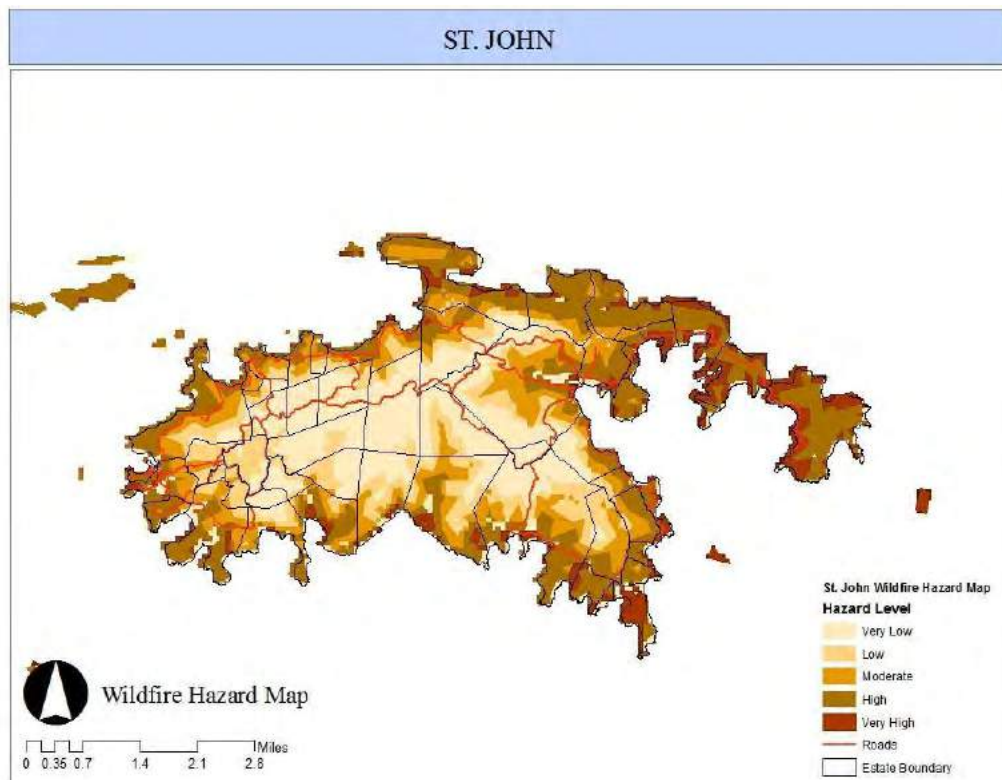 ST. JOHN
St. John Wildfire Hazard Map
Hazard Level
Very Low
Low
Moderate
High
Very High
Roads
Estate Boundary
Wildfire Hazard Map
Miles
0 0.35 0.7 1.4 2.1 2.8